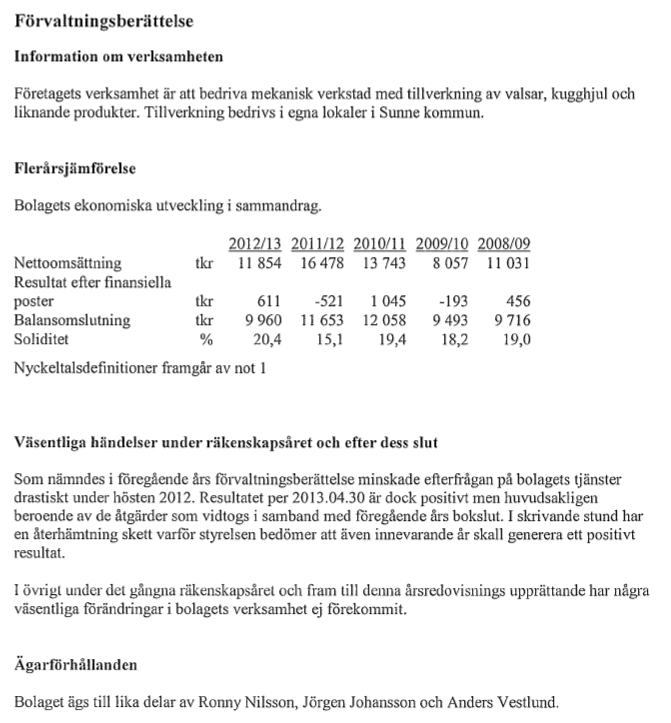 Förvaltningsberättelse
Information om verksamheten
Företagets verksamhet är att bedriva mekanisk verkstad med tillverkning av valsar, kugghjul och
liknande produkter. Tillverkning bedrivs i egna lokaler i Sunne kommun.
Flerårsjämförelse
Bolagets ekonomiska utveckling i sammandrag.
2012/13 2011/12 2010/11 2009/10 2008/09
Nettoomsättning tkr 11 854 16 478 13 743 8 057 11 031
Resultat efter finansiella
poster tkr 611 -521 1 045 -193 456
Balansomslutning tkr 9 960 11 653 12 058 9 493 9 716
Soliditet % 20,4 15,1 19,4 18,2 19,0
Nyckeltalsdefinitioner framgår av not 1
Väsentliga händelser under räkenskapsåret och efter dess slut
Som nämndes i föregående års förvaltningsberättelse minskade efterfrågan på bolagets tjänster
drastiskt under hösten 2012. Resultatet per 2013.04.30 är dock positivt men huvudsakligen
beroende av de åtgärder som vidtogs i samband med föregående års bokslut. I skrivande stund har
en återhämtning skett varför styrelsen bedömer att även innevarande år skall generera ett positivt
resultat.
I övrigt under det gångna räkenskapsåret och fram till denna årsredovisnings upprättande har några
väsentliga förändringar i bolagets verksamhet ej förekommit.
Ägarförhållanden
Bolaget ägs till lika delar av Ronny Nilsson, Jörgen Johansson och Anders Vestlund.